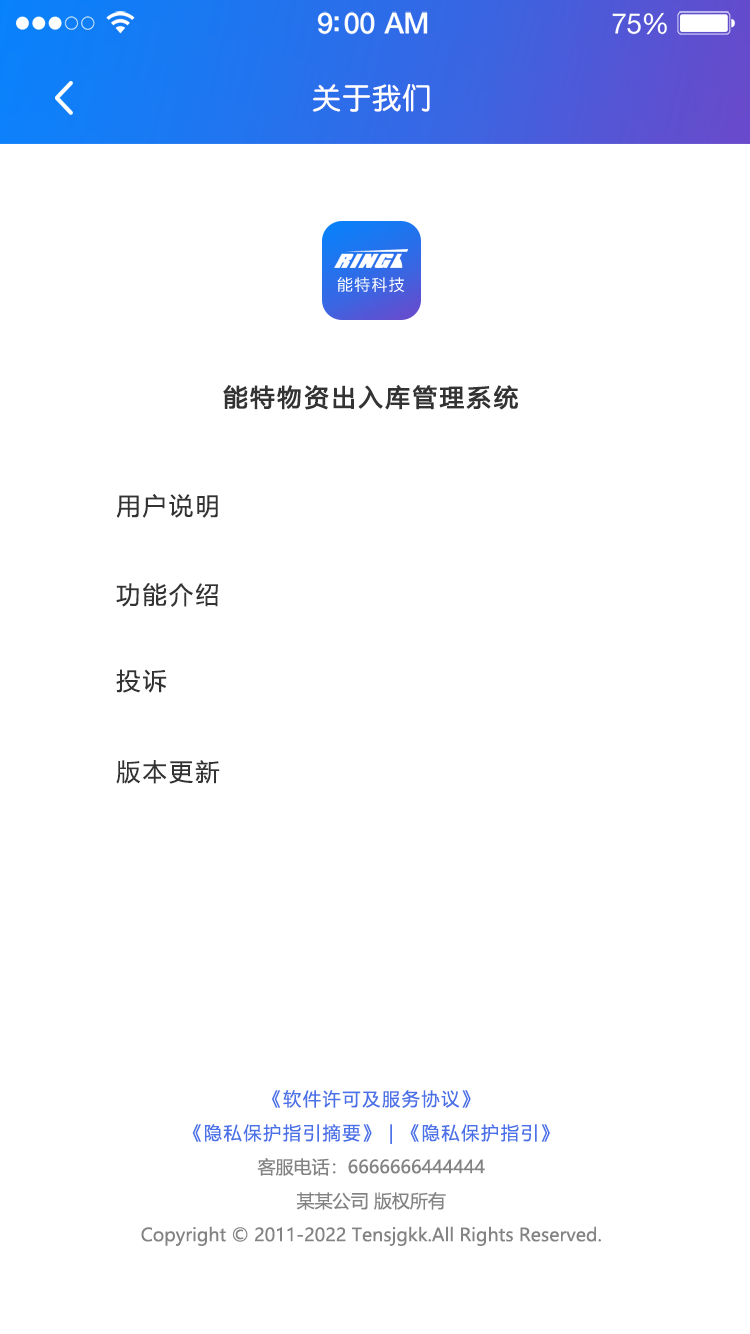 9:00 AM
75%
关于我们
能特科技
能特物资出入库管理系统
用户说明
功能介绍
投诉
版本更新
《软件许可及服务协议》
《隐私保护指引摘要》 | 《隐私保护指引》
客服电话：6666666444444
某某公司 版权所有
Copyright © 2011-2022 Tensjgkk.All Rights Reserved.